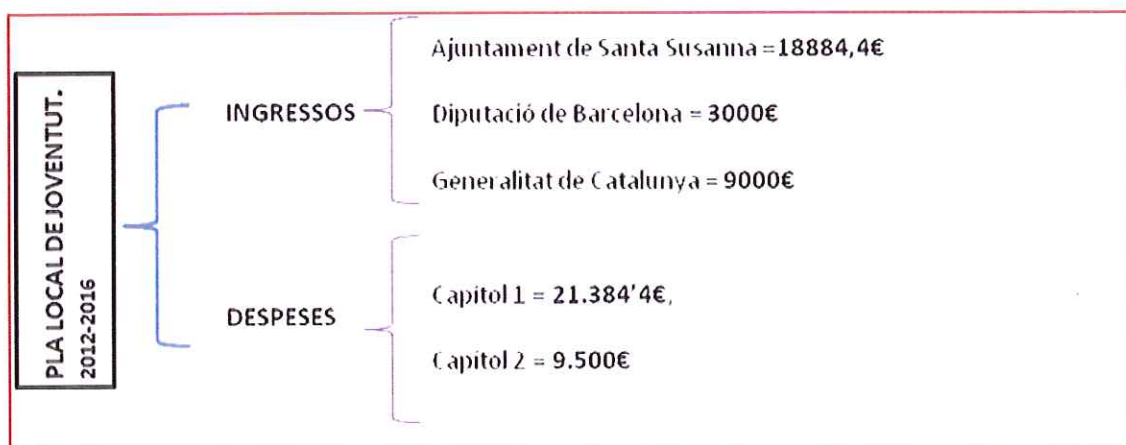 PLA LOCAL DE JOVENTUT.
2012-2016
INGRESSOS
Ajuntament de Santa Susanna =18884,4€
Diputació de Barcelona = 3000€
Generalitat de Catalunya = 9000€
DESPESES
Capitol 1 = 21.384'4€,
Capitol 2 = 9.500€